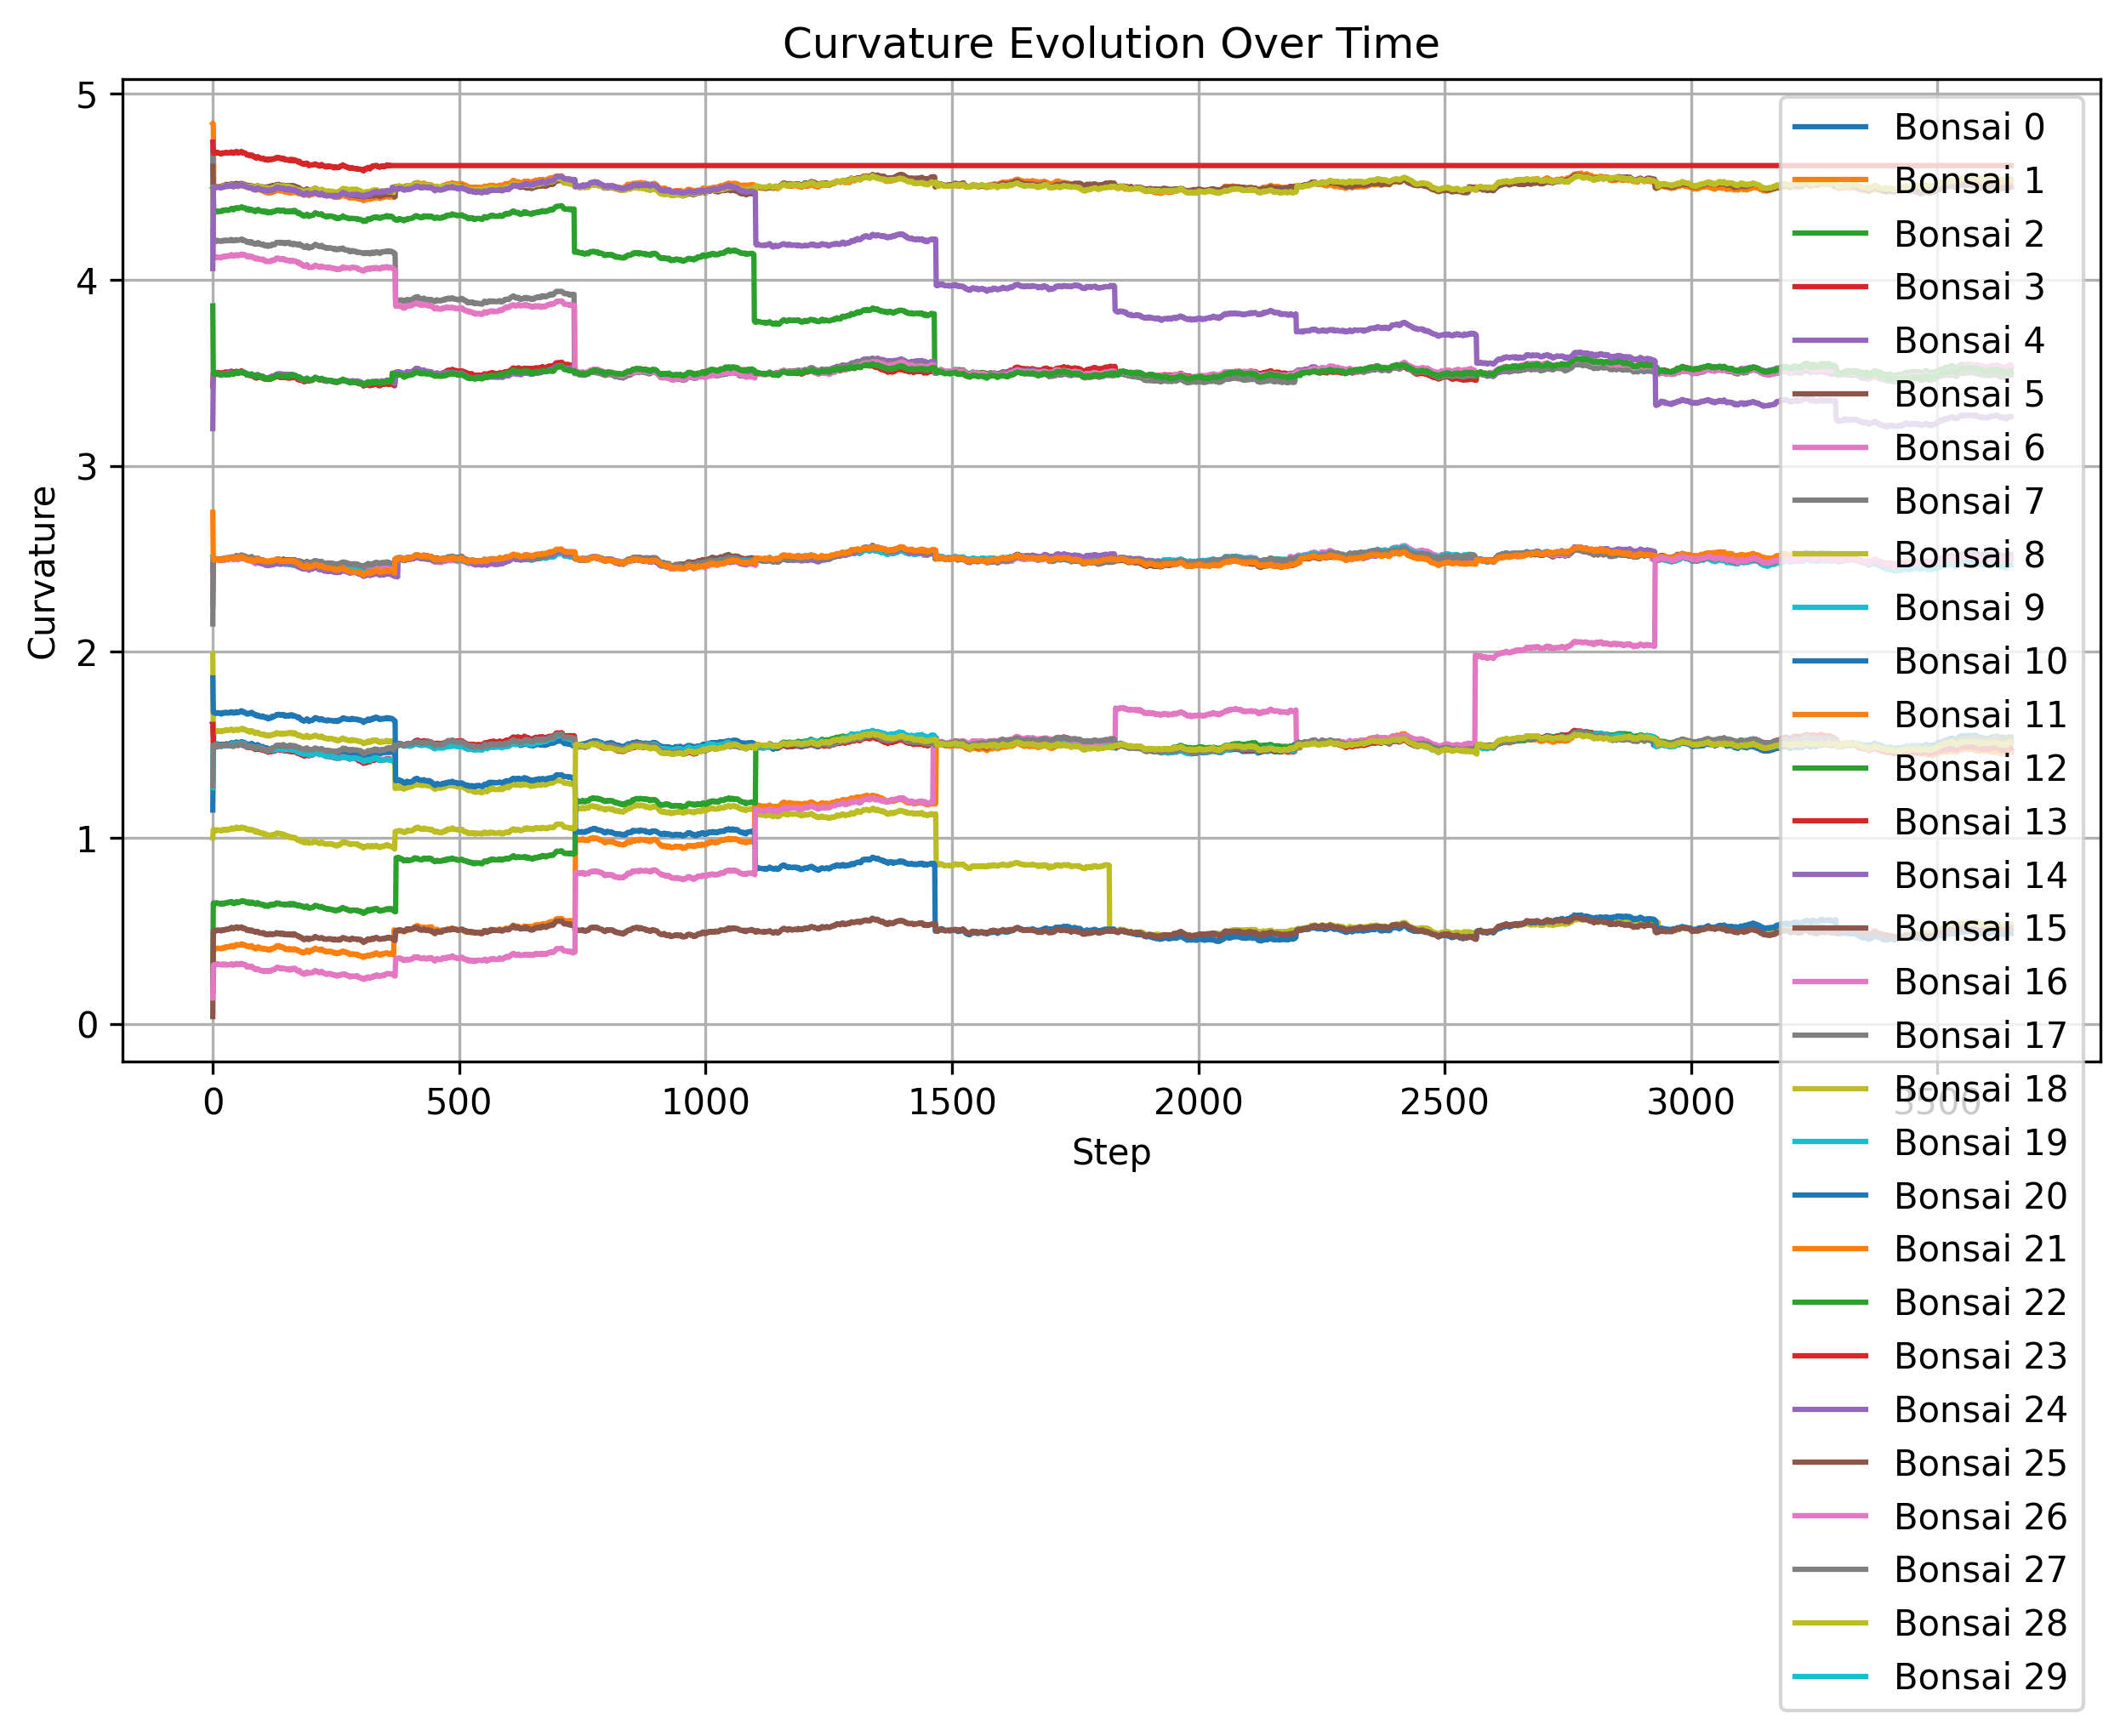 Curvature Evolution Over Time
Curvature
5
4
3
2
1
0
0 500 1000 1500 2000 2500 3000 3500
Step
Bonsai 0
Bonsai 1
Bonsai 2
Bonsai 3
Bonsai 4
Bonsai 5
Bonsai 6
Bonsai 7
Bonsai 8
Bonsai 9
Bonsai 10
Bonsai 11
Bonsai 12
Bonsai 13
Bonsai 14
Bonsai 15
Bonsai 16
Bonsai 17
Bonsai 18
Bonsai 19
Bonsai 20
Bonsai 21
Bonsai 22
Bonsai 23
Bonsai 24
Bonsai 25
Bonsai 26
Bonsai 27
Bonsai 28
Bonsai 29